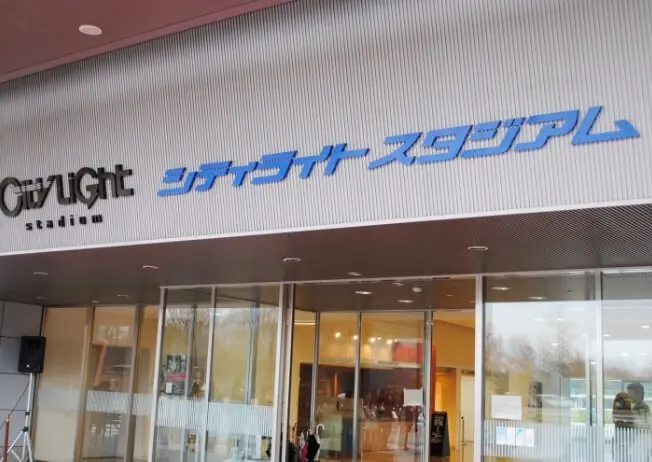 CityLight
stadium
シティライト スタジアム